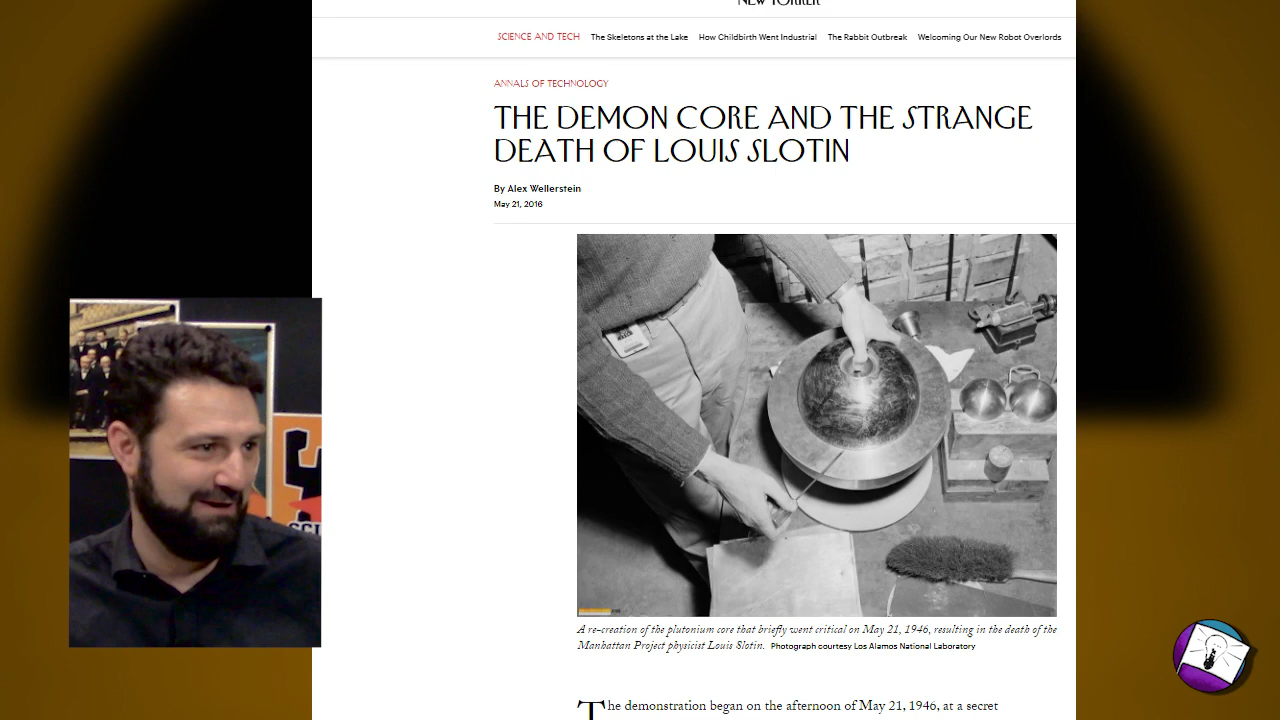 NEW YORKER
SCIENCE AND TECH The Skeletons at the Lake How Childbirth Went Industrial The Rabbit Outbreak Welcoming Our New Robot Overlords
ANNALS OF TECHNOLOGY
THE DEMON CORE AND THE STRANGE
DEATH OF LOUIS SLOTIN
By Alex Wellerstein
May 21, 2016
A re-creation of the plutonium core that briefly went critical on May 21, 1946, resulting in the death of the
Manhattan Project physicist Louis Slotin. Photograph courtesy Los Alamos National Laboratory
The demonstration began on the afternoon of May 21, 1946, at a secret